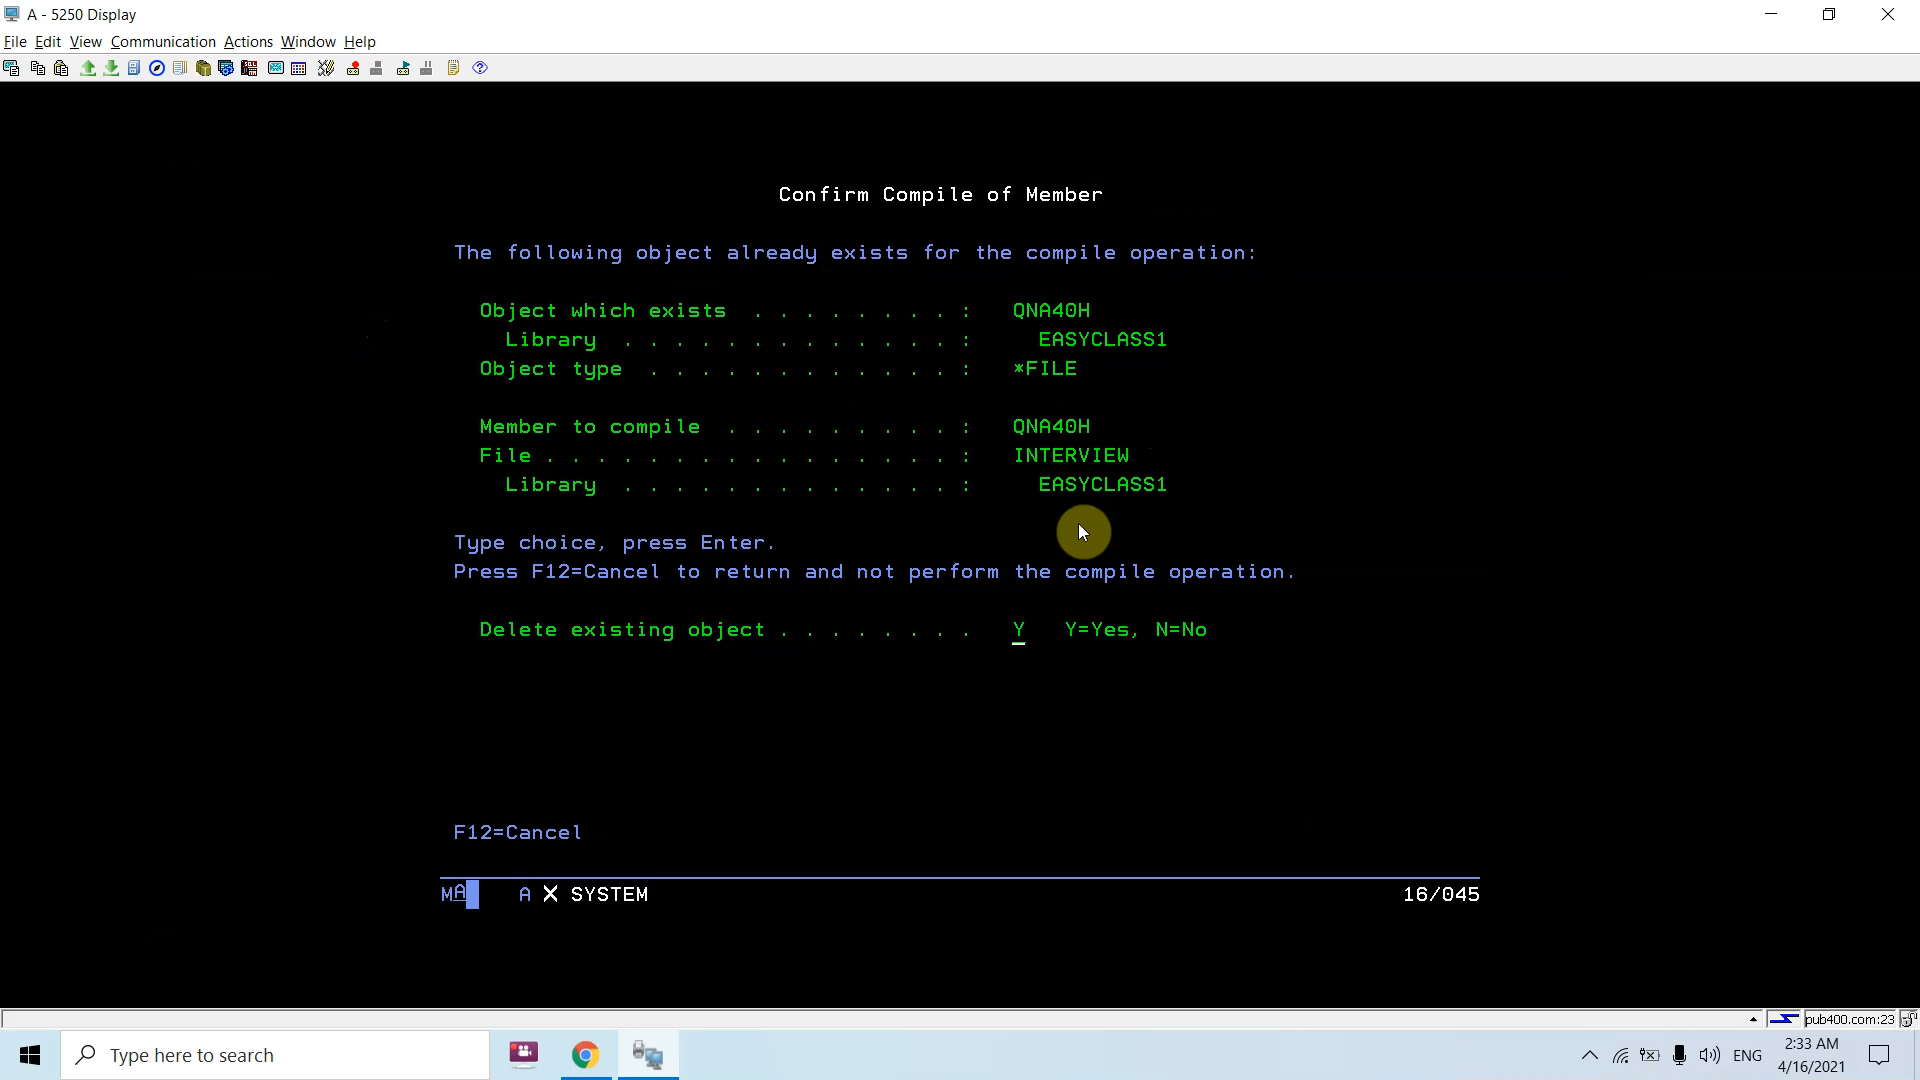 A - 5250 Display
File Edit View Communication Actions Window Help
Confirm Compile of Member
The following object already exists for the compile operation:
Object which exists . . . . . . . . : QNA40H
Library . . . . . . . . . . . . . . : EASYCLASS1
Object type . . . . . . . . . . . . : *FILE
Member to compile . . . . . . . . . : QNA40H
File . . . . . . . . . . . . . . . . : INTERVIEW
Library . . . . . . . . . . . . . . : EASYCLASS1
Type choice, press Enter.
Press F12=Cancel to return and not perform the compile operation.
Delete existing object . . . . . . . . Y Y=Yes, N=No
F12=Cancel
MA A X SYSTEM 16/045
pub400.com:23
Type here to search
ENG
2:33 AM
4/16/2021